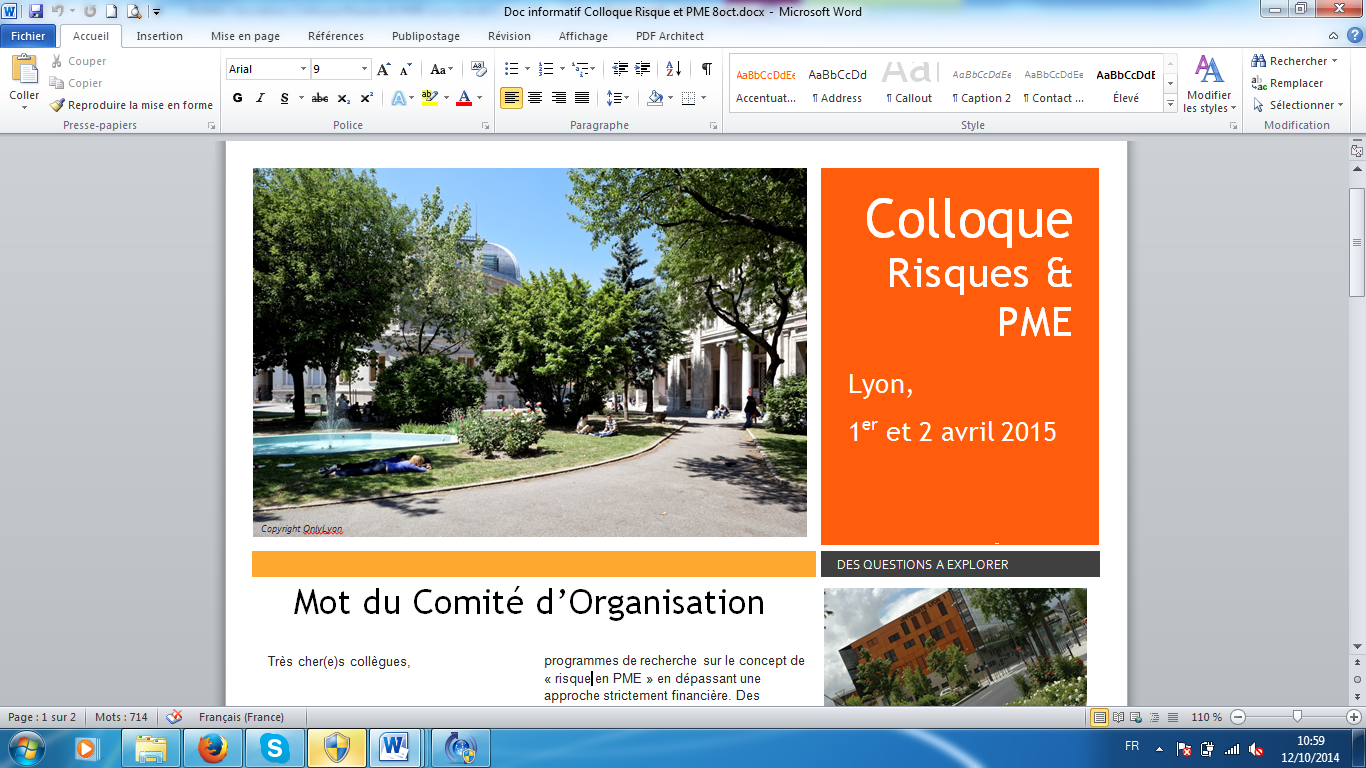 Doc informatif Colloque Risque et PME 8oct.docx - Microsoft Word
Fichier Accueil Insertion Mise en page Références Publipostage Révision Affichage PDF Architect
Coller
Couper
Copier
Reproduire la mise en forme
Presse-papiers
Arial 9
G I S abc x₂ x²
Police
Paragraphe
AaBbCcDdEe AaBbCcDd AaI AaBbCcDdEe AaBbCcDdEe AaBbCcDdE
Accentuat... ¶ Address ¶ Callout ¶ Caption 2 ¶ Contact ... Élevé
Style
Modifier
les styles
Rechercher
Remplacer
Sélectionner
Modification
Copyright OnlyLyon
Colloque
Risques &
PME
Lyon,
1er et 2 avril 2015
DES QUESTIONS A EXPLORER
Mot du Comité d’Organisation
Très cher(e)s collègues,
programmes de recherche sur le concept de
« risque en PME » en dépassant une
approche strictement financière. Des
Page : 1 sur 2 Mots : 714 Français (France) 110 %
FR 10:59
12/10/2014